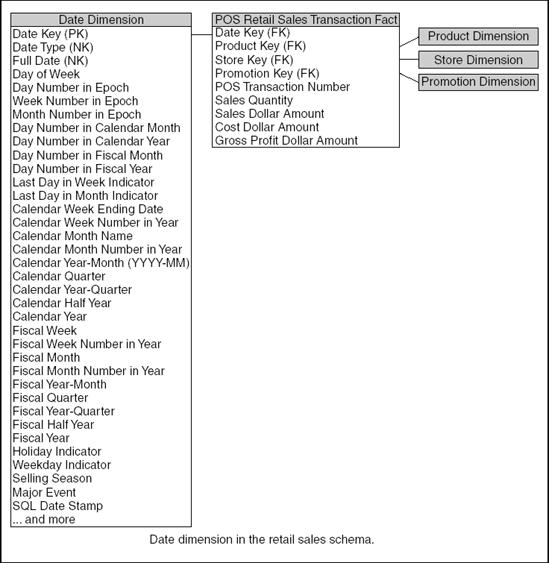 Date Dimension
Date Key (PK)
Date Type (NK)
Full Date (NK)
Day of Week
Day Number in Epoch
Week Number in Epoch
Month Number in Epoch
Day Number in Calendar Month
Day Number in Calendar Year
Day Number in Fiscal Month
Day Number in Fiscal Year
Last Day in Week Indicator
Last Day in Month Indicator
Calendar Week Ending Date
Calendar Week Number in Year
Calendar Month Name
Calendar Month Number in Year
Calendar Year-Month (YYYY-MM)
Calendar Quarter
Calendar Year-Quarter
Calendar Half Year
Calendar Year
Fiscal Week
Fiscal Week Number in Year
Fiscal Month
Fiscal Month Number in Year
Fiscal Year-Month
Fiscal Quarter
Fiscal Year-Quarter
Fiscal Half Year
Fiscal Year
Holiday Indicator
Weekday Indicator
Selling Season
Major Event
SQL Date Stamp
... and more
POS Retail Sales Transaction Fact
Date Key (FK)
Product Key (FK)
Store Key (FK)
Promotion Key (FK)
POS Transaction Number
Sales Quantity
Sales Dollar Amount
Cost Dollar Amount
Gross Profit Dollar Amount
Product Dimension
Store Dimension
Promotion Dimension
Date dimension in the retail sales schema.